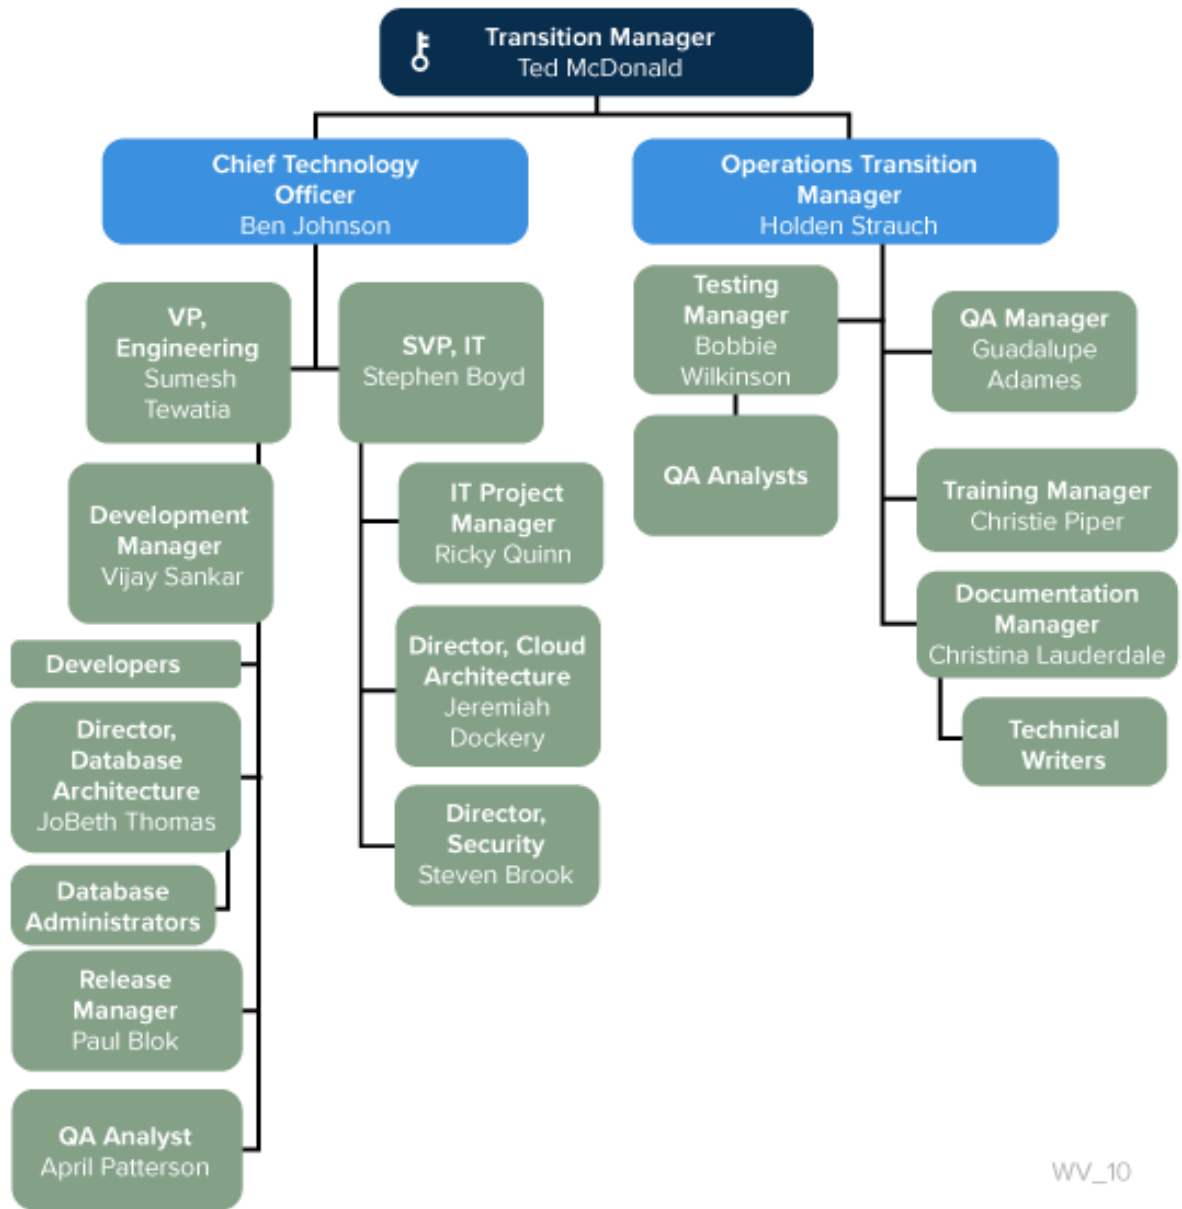 Transition Manager
Ted McDonald
Chief Technology
Officer
Ben Johnson
Operations Transition
Manager
Holden Strauch
VP,
Engineering
Sumesh
Tewatia
SVP, IT
Stephen Boyd
Testing
Manager
Bobbie
Wilkinson
QA Manager
Guadalupe
Adames
QA Analysts
Development
Manager
Vijay Sankar
IT Project
Manager
Ricky Quinn
Training Manager
Christie Piper
Documentation
Manager
Christina Lauderdale
Developers
Director, Cloud
Architecture
Jeremiah
Dockery
Technical
Writers
Director,
Database
Architecture
JoBeth Thomas
Director,
Security
Steven Brook
Database
Administrators
Release
Manager
Paul Blok
QA Analyst
April Patterson
WV_10